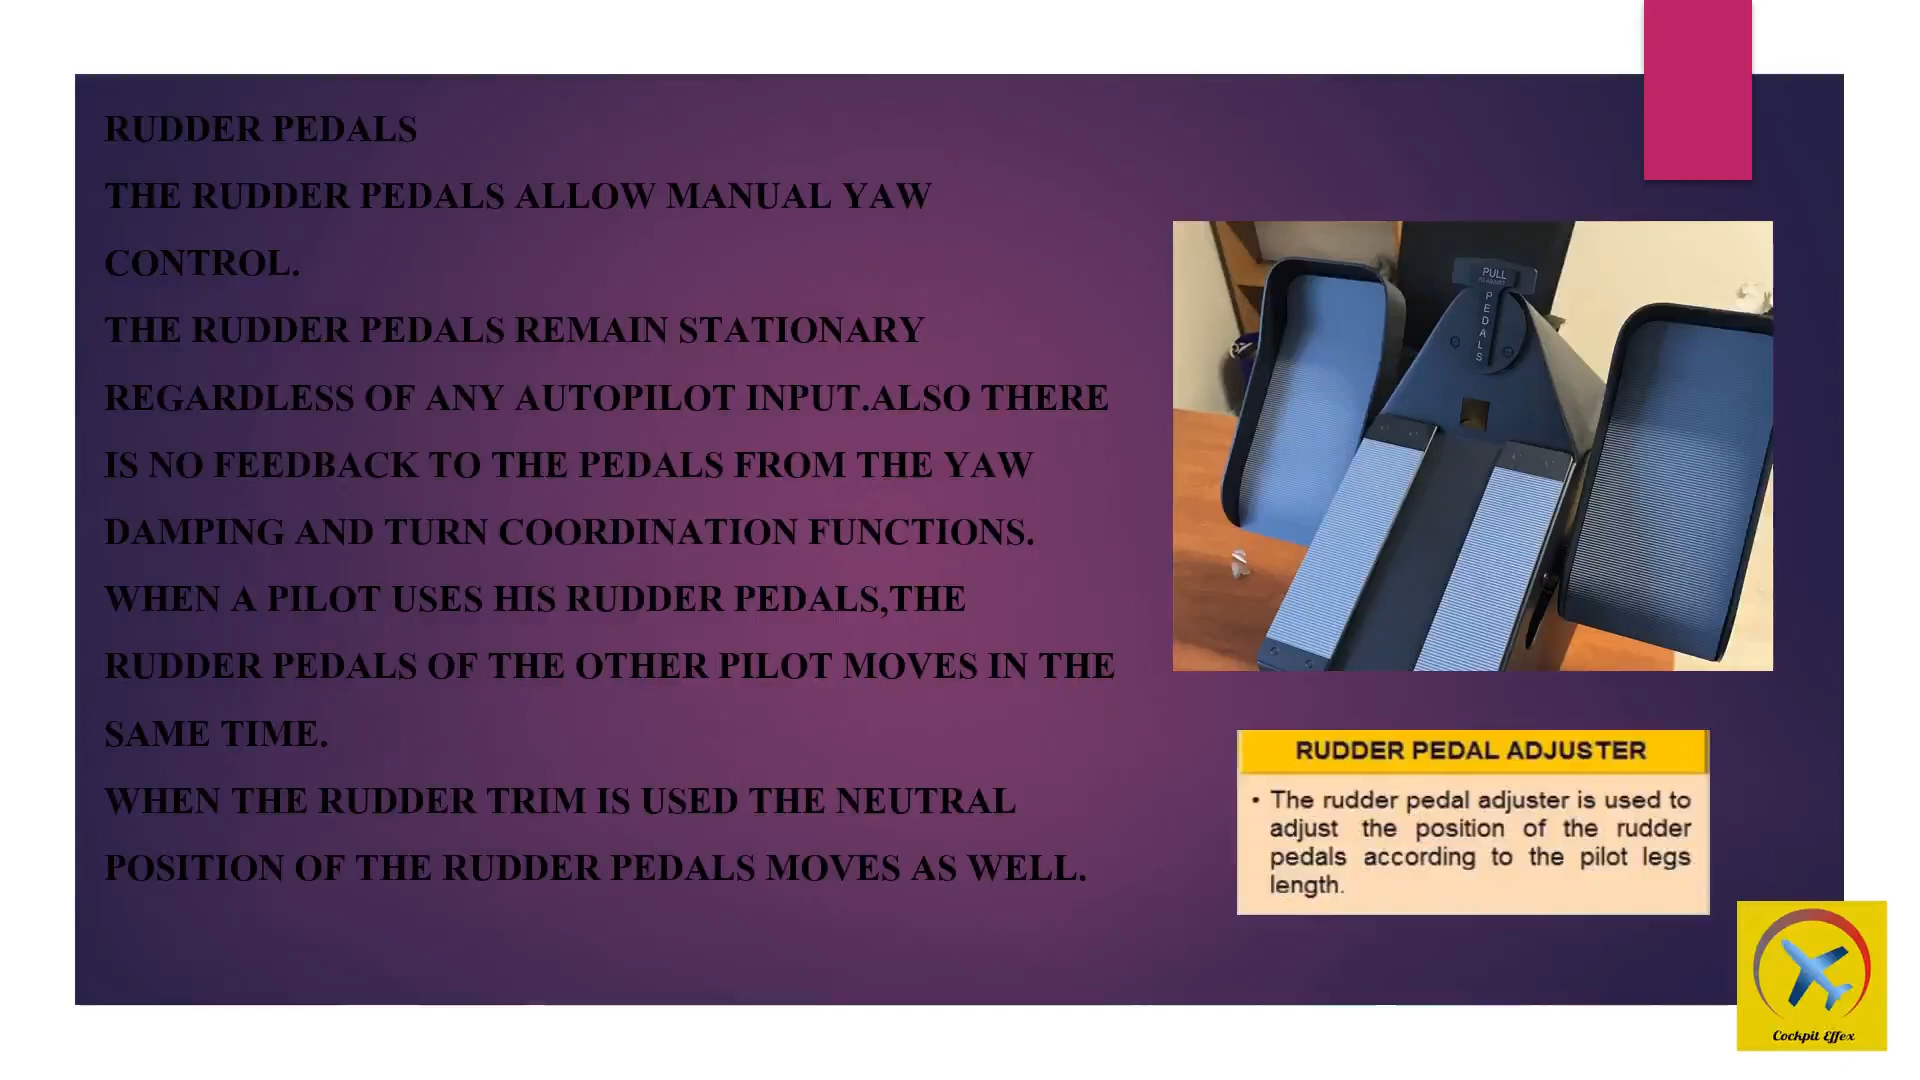 RUDDER PEDALS
THE RUDDER PEDALS ALLOW MANUAL YAW
CONTROL.
THE RUDDER PEDALS REMAIN STATIONARY
REGARDLESS OF ANY AUTOPILOT INPUT.ALSO THERE
IS NO FEEDBACK TO THE PEDALS FROM THE YAW
DAMPING AND TURN COORDINATION FUNCTIONS.
WHEN A PILOT USES HIS RUDDER PEDALS,THE
RUDDER PEDALS OF THE OTHER PILOT MOVES IN THE
SAME TIME.
WHEN THE RUDDER TRIM IS USED THE NEUTRAL
POSITION OF THE RUDDER PEDALS MOVES AS WELL.
PULL
PEDALS
RUDDER PEDAL ADJUSTER
• The rudder pedal adjuster is used to
adjust the position of the rudder
pedals according to the pilot legs
length.
Cockpit Effex